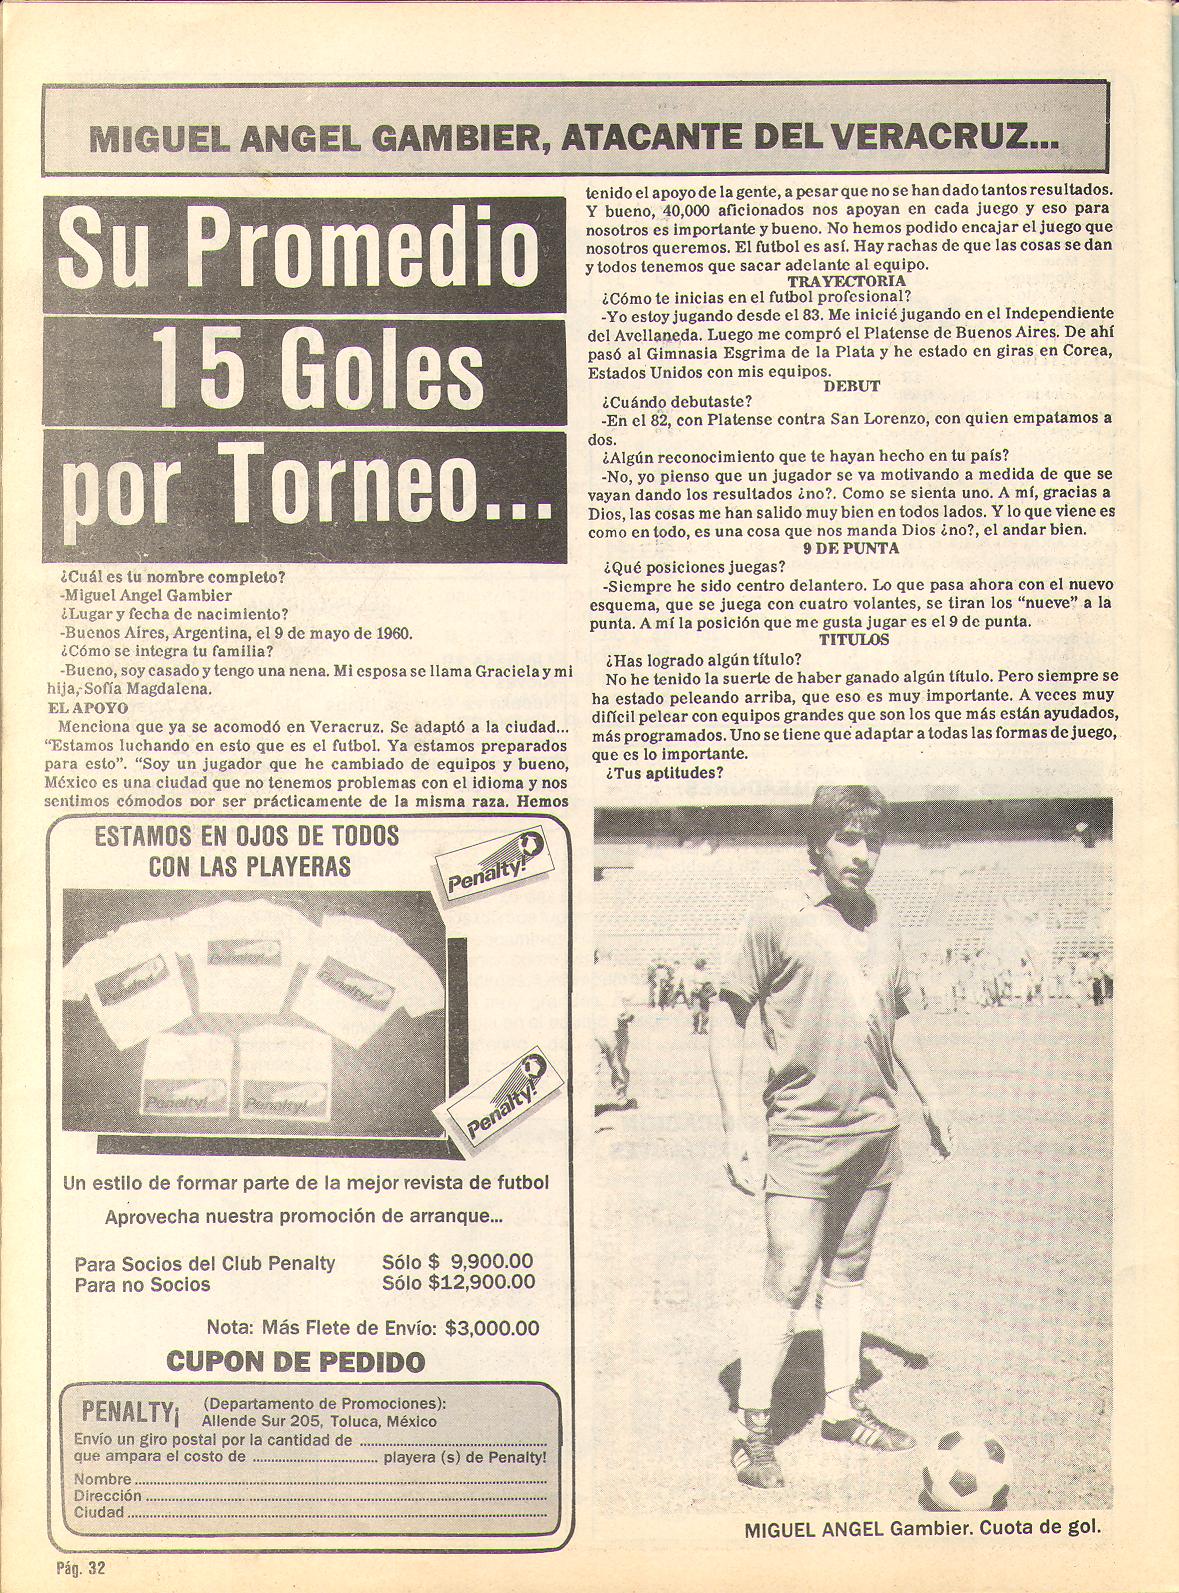 MIGUEL ANGEL GAMBIER, ATACANTE DEL VERACRUZ...
Su Promedio
15 Goles
por Torneo...
¿Cuál es tu nombre completo?
-Miguel Angel Gambier
¿Lugar y fecha de nacimiento?
-Buenos Aires, Argentina, el 9 de mayo de 1960.
¿Cómo se integra tu familia?
-Bueno, soy casado y tengo una nena. Mi esposa se llama Graciela y mi
hija, Sofía Magdalena.
EL APOYO
Menciona que ya se acomodó en Veracruz. Se adaptó a la ciudad...
“Estamos luchando en esto que es el futbol. Ya estamos preparados
para esto”. “Soy un jugador que he cambiado de equipos y bueno,
México es una ciudad que no tenemos problemas con el idioma y nos
sentimos cómodos por ser prácticamente de la misma raza. Hemos
tenido el apoyo de la gente, a pesar que no se han dado tantos resultados.
Y bueno, 40,000 aficionados nos apoyan en cada juego y eso para
nosotros es importante y bueno. No hemos podido encajar el juego que
nosotros queremos. El futbol es así. Hay rachas de que las cosas se dan
y todos tenemos que sacar adelante al equipo.
TRAYECTORIA
¿Cómo te inicias en el futbol profesional?
-Yo estoy jugando desde el 83. Me inicié jugando en el Independiente
del Avellaneda. Luego me compró el Platense de Buenos Aires. De ahí
pasó al Gimnasia Esgrima de la Plata y he estado en giras en Corea,
Estados Unidos con mis equipos.
DEBUT
¿Cuándo debutaste?
-En el 82, con Platense contra San Lorenzo, con quien empatamos a
dos.
¿Algún reconocimiento que te hayan hecho en tu país?
-No, yo pienso que un jugador se va motivando a medida de que se
vayan dando los resultados ¿no?. Como se sienta uno. A mí, gracias a
Dios, las cosas me han salido muy bien en todos lados. Y lo que viene es
como en todo, es una cosa que nos manda Dios ¿no?, el andar bien.
9 DE PUNTA
¿Qué posiciones juegas?
-Siempre he sido centro delantero. Lo que pasa ahora con el nuevo
esquema, que se juega con cuatro volantes, se tiran los “nueve” a la
punta. A mí la posición que me gusta jugar es el 9 de punta.
TITULOS
¿Has logrado algún título?
No he tenido la suerte de haber ganado algún título. Pero siempre se
ha estado peleando arriba, que eso es muy importante. A veces muy
difícil pelear con equipos grandes que son los que más están ayudados,
más programados. Uno se tiene que adaptar a todas las formas de juego,
que es lo importante.
¿Tus aptitudes?
ESTAMOS EN OJOS DE TODOS
CON LAS PLAYERAS
Penalty!
Penalty!
Penalty!
Penalty!
Penalty!
Penalty!
Penalty!
Un estilo de formar parte de la mejor revista de futbol
Aprovecha nuestra promoción de arranque...
Para Socios del Club Penalty Sólo $ 9,900.00
Para no Socios Sólo $12,900.00
Nota: Más Flete de Envío: $3,000.00
CUPON DE PEDIDO
PENALTY¡ (Departamento de Promociones):
Allende Sur 205, Toluca, México
Envío un giro postal por la cantidad de
que ampara el costo de playera (s) de Penalty!
Nombre
Dirección
Ciudad
MIGUEL ANGEL Gambier. Cuota de gol.
Pág. 32